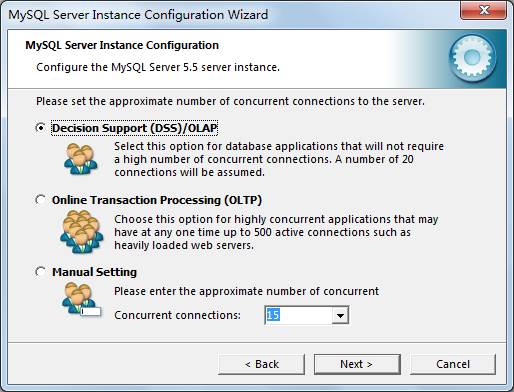 MySQL Server Instance Configuration Wizard
MySQL Server Instance Configuration
Configure the MySQL Server 5.5 server instance.
Please set the approximate number of concurrent connections to the server.
Decision Support (DSS)/OLAP
Select this option for database applications that will not require
a high number of concurrent connections. A number of 20
connections will be assumed.
Online Transaction Processing (OLTP)
Choose this option for highly concurrent applications that may
have at any one time up to 500 active connections such as
heavily loaded web servers.
Manual Setting
Please enter the approximate number of concurrent
Concurrent connections: 15
< Back Next > Cancel